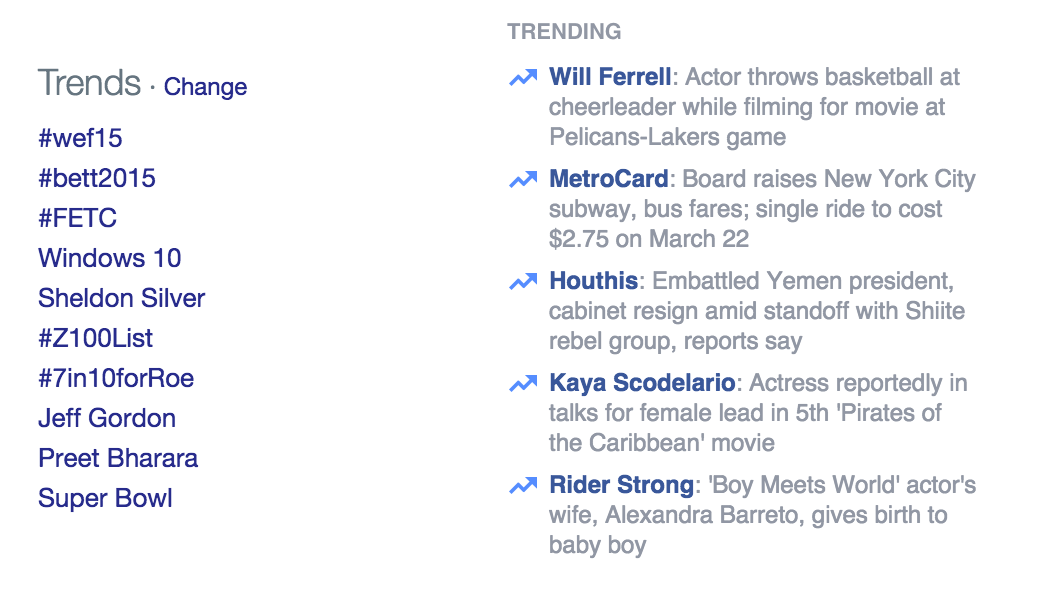 Trends · Change
#wef15
#bett2015
#FETC
Windows 10
Sheldon Silver
#Z100List
#7in10forRoe
Jeff Gordon
Preet Bharara
Super Bowl
TRENDING
Will Ferrell: Actor throws basketball at
cheerleader while filming for movie at
Pelicans-Lakers game
MetroCard: Board raises New York City
subway, bus fares; single ride to cost
$2.75 on March 22
Houthis: Embattled Yemen president,
cabinet resign amid standoff with Shiite
rebel group, reports say
Kaya Scodelario: Actress reportedly in
talks for female lead in 5th 'Pirates of
the Caribbean' movie
Rider Strong: 'Boy Meets World' actor's
wife, Alexandra Barreto, gives birth to
baby boy